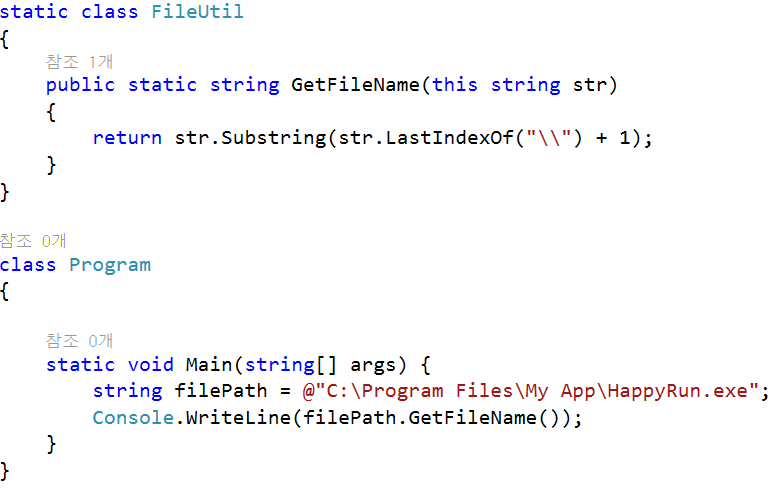 static class FileUtil
{
참조 1개
public static string GetFileName(this string str)
{
return str.Substring(str.LastIndexOf("\\") + 1);
}
}
참조 0개
class Program
{
참조 0개
static void Main(string[] args) {
string filePath = @"C:\Program Files\My App\HappyRun.exe";
Console.WriteLine(filePath.GetFileName());
}
}